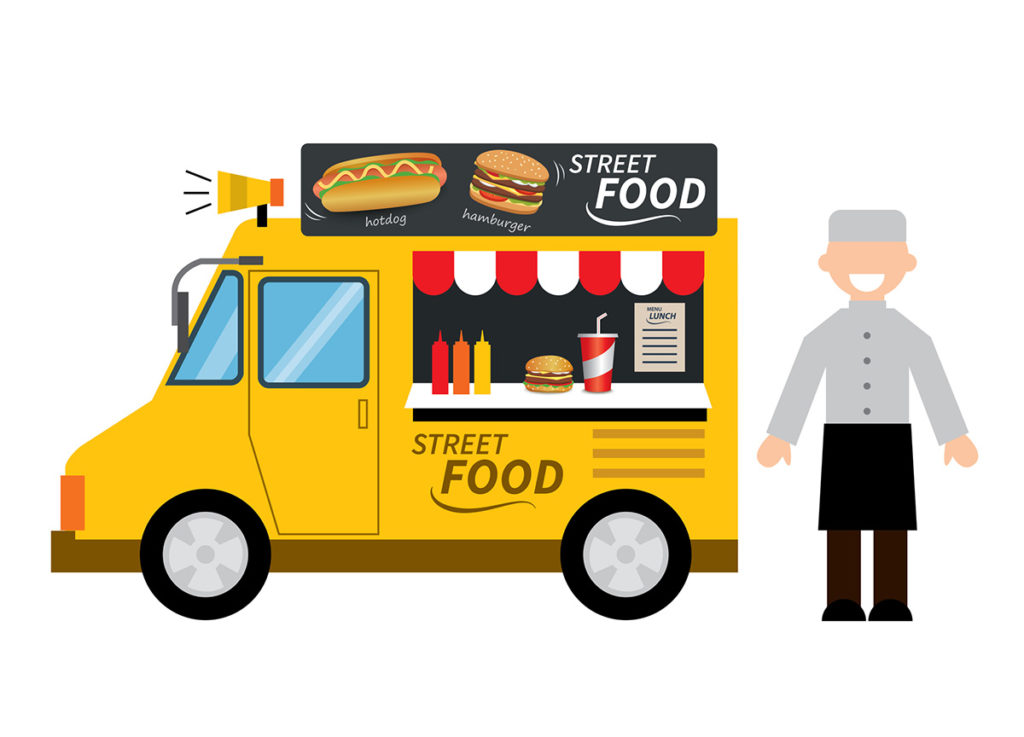 STREET
FOOD
hotdog
hamburger
MENU
LUNCH
STREET
FOOD